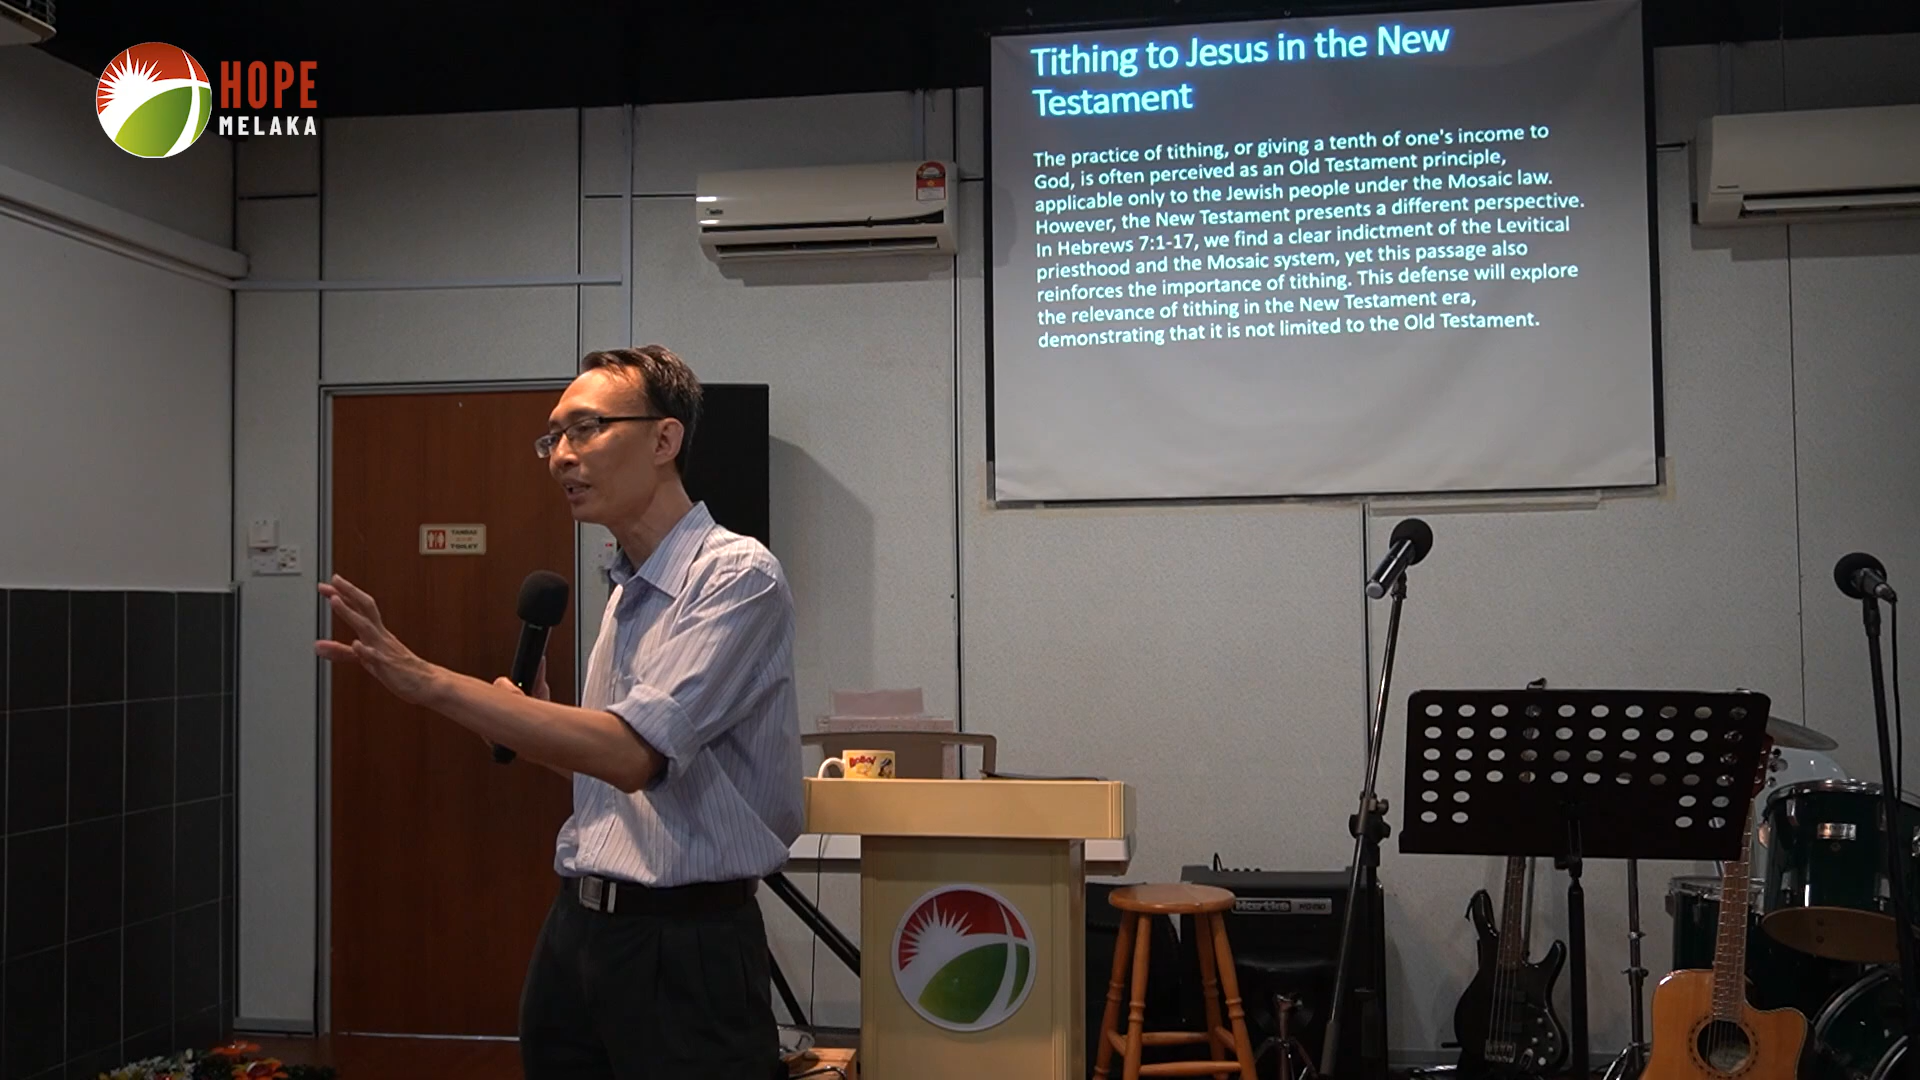 HOPE
MELAKA
Tithing to Jesus in the New
Testament
The practice of tithing, or giving a tenth of one's income to
God, is often perceived as an Old Testament principle,
applicable only to the Jewish people under the Mosaic law.
However, the New Testament presents a different perspective.
In Hebrews 7:1-17, we find a clear indictment of the Levitical
priesthood and the Mosaic system, yet this passage also
reinforces the importance of tithing. This defense will explore
the relevance of tithing in the New Testament era,
demonstrating that it is not limited to the Old Testament.
TANDAS
TOILET
Hartke